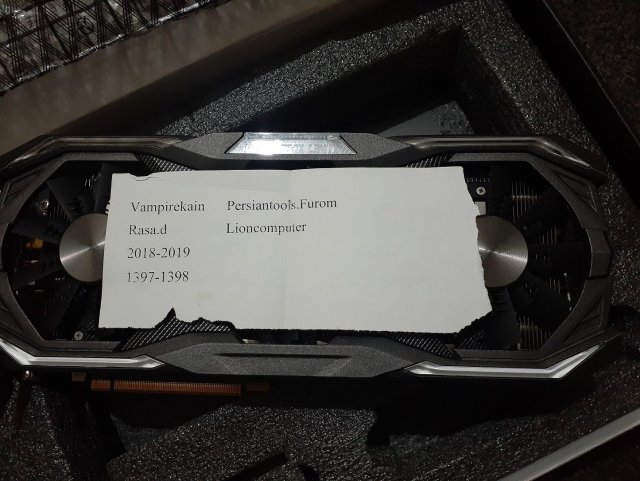 Vampirekain Persiantools.Furom
Rasa.d Lioncomputer
2018-2019
1397-1398